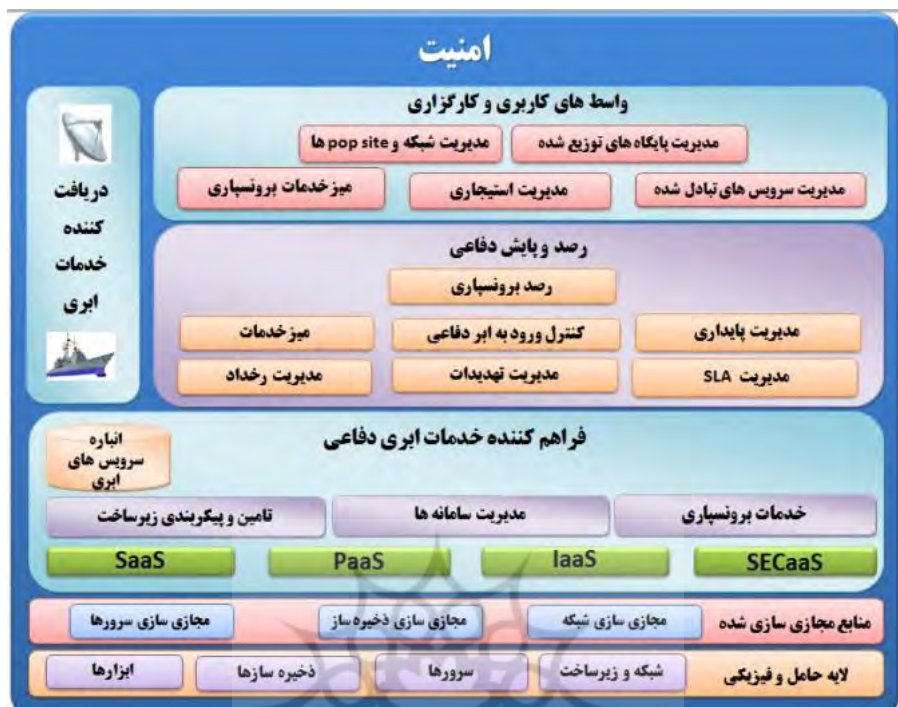 امنیت
واسط های کاربری و کارگزاری
مدیریت پایگاه های توزیع شده
مدیریت شبکه و pop site ها
مدیریت سرویس های تبادل شده
مدیریت استیجاری
میز خدمات برونسپاری
دریافت
کننده
خدمات
ابری
رصد و پایش دفاعی
رصد برونسپاری
مدیریت پایداری
کنترل ورود به ابر دفاعی
میز خدمات
مدیریت SLA
مدیریت تهدیدات
مدیریت رخداد
فراهم کننده خدمات ابری دفاعی
انباره
سرویس های
ابری
خدمات برونسپاری
مدیریت سامانه ها
تامین و پیکربندی زیرساخت
SECaaS
IaaS
PaaS
SaaS
منابع مجازی سازی شده
مجازی سازی شبکه
مجازی سازی ذخیره ساز
مجازی سازی سرورها
لایه حامل و فیزیکی
شبکه و زیرساخت
سرورها
ذخیره سازها
ابزارها